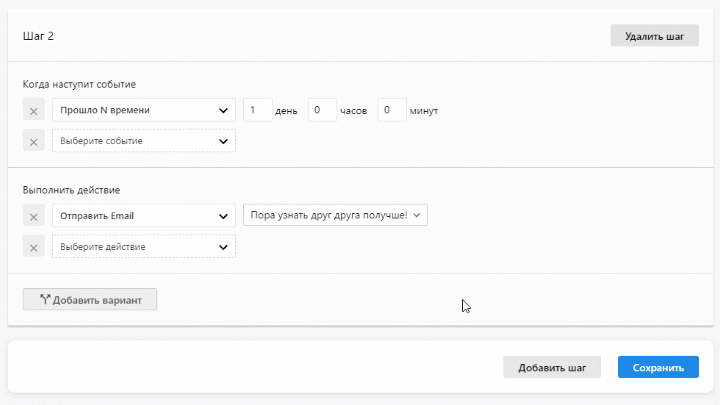 Шаг 2 Удалить шаг
Когда наступит событие
Прошло N времени 1 день 0 часов 0 минут
Выберите событие
Выполнить действие
Отправить Email Пора узнать друг друга получше!
Выберите действие
Добавить вариант
Добавить шаг Сохранить